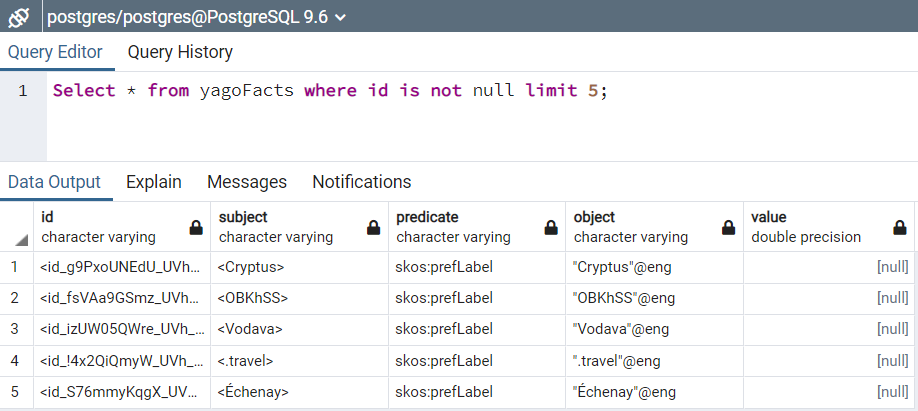 postgres/postgres@PostgreSQL 9.6
Query Editor Query History
1 Select * from yagoFacts where id is not null limit 5;
Data Output Explain Messages Notifications
id subject predicate object value
character varying character varying character varying character varying double precision
1 <id_g9PxoUNEdU_UVh... <Cryptus> skos:prefLabel "Cryptus"@eng [null]
2 <id_fsVAa9GSmz_UVh... <OBKhSS> skos:prefLabel "OBKhSS"@eng [null]
3 <id_izUW05QWre_UVh_... <Vodava> skos:prefLabel "Vodava"@eng [null]
4 <id_!4x2QiQmyW_UVh_... <.travel> skos:prefLabel ".travel"@eng [null]
5 <id_S76mmyKqgX_UV... <Échenay> skos:prefLabel "Échenay"@eng [null]